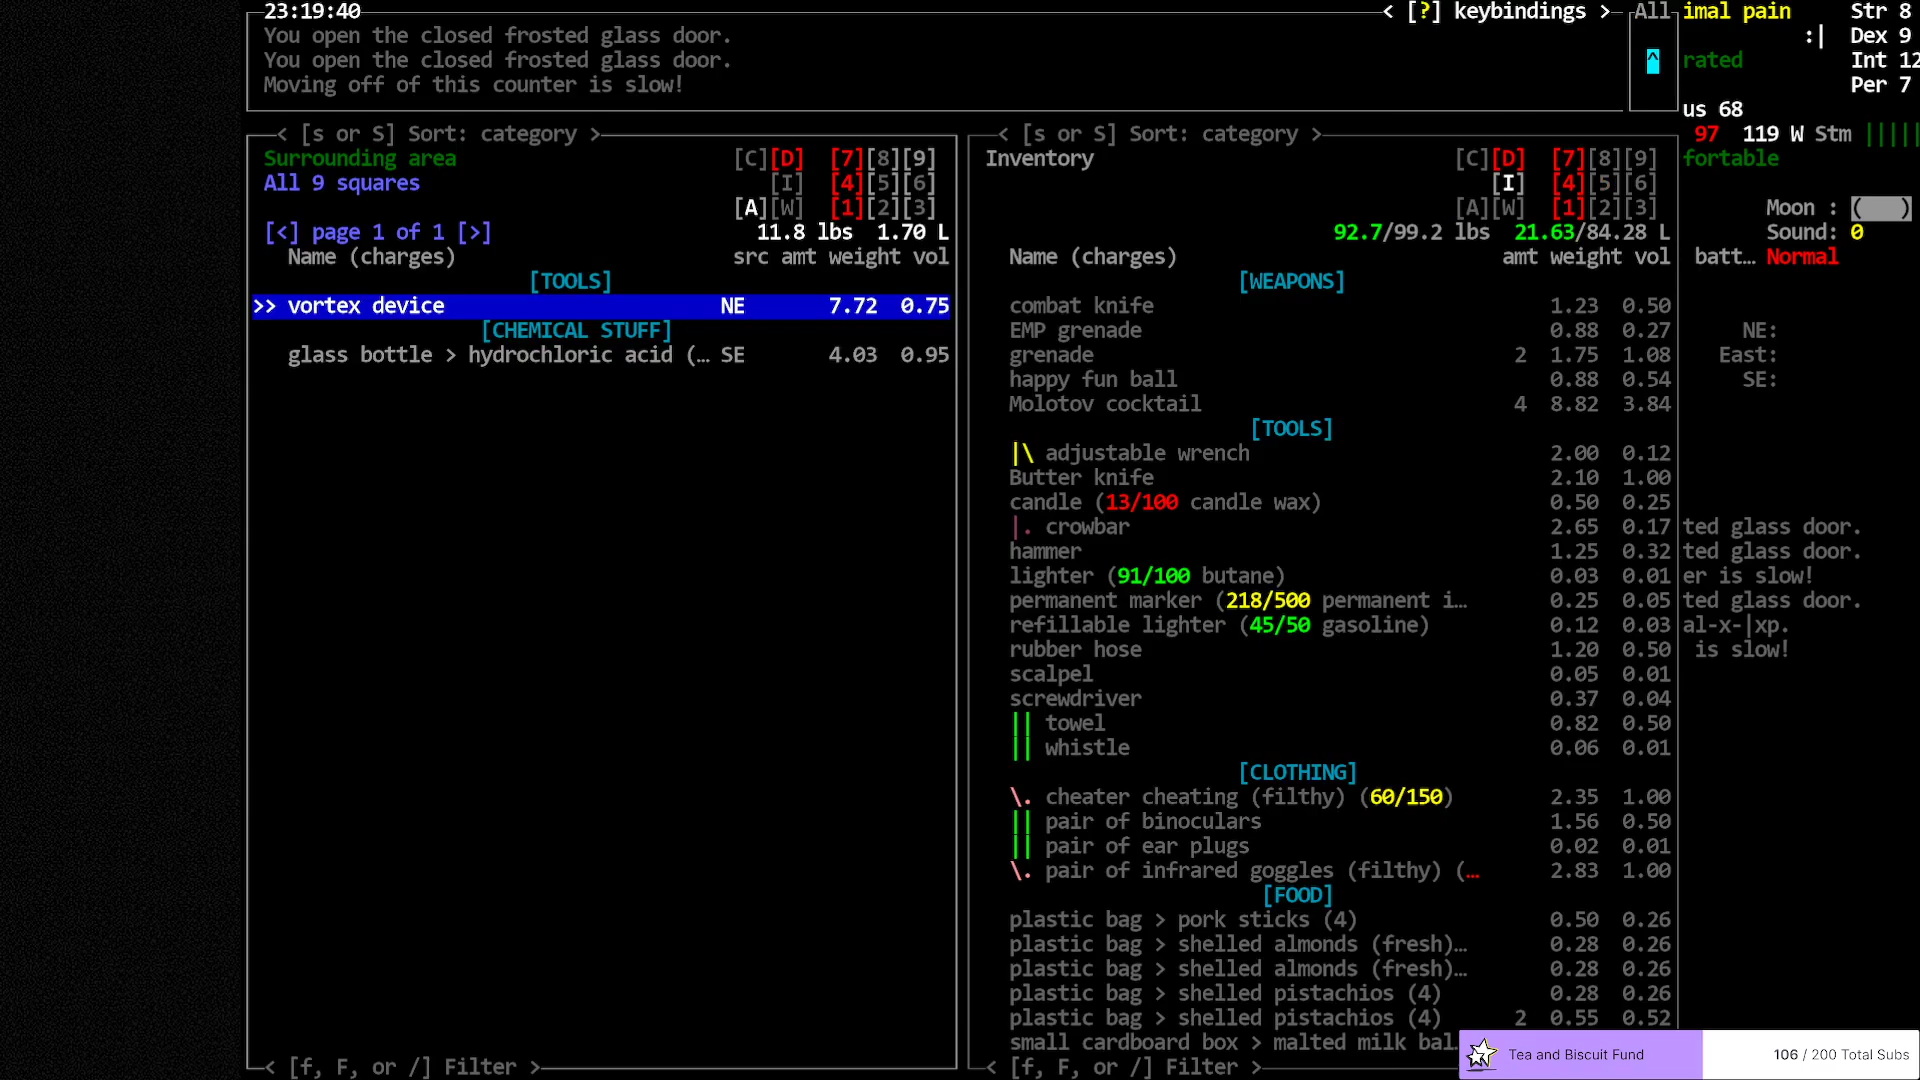 23:19:40 < [?] keybindings > All imal pain Str 8
You open the closed frosted glass door. :| Dex 9
You open the closed frosted glass door. ^ rated Int 12
Moving off of this counter is slow! Per 7
us 68
< [s or S] Sort: category > < [s or S] Sort: category > 97 119 W Stm |||||
Surrounding area [C][D] [7][8][9] Inventory [C][D] [7][8][9] fortable
All 9 squares [I] [4][5][6] [I] [4][5][6]
[A][W] [1][2][3] [A][W] [1][2][3] Moon : (   )
[<] page 1 of 1 [>] 11.8 lbs 1.70 L 92.7/99.2 lbs 21.63/84.28 L Sound: 0
Name (charges) src amt weight vol Name (charges) amt weight vol batt… Normal
[TOOLS] [WEAPONS]
>> vortex device NE 7.72 0.75 combat knife 1.23 0.50
[CHEMICAL STUFF] EMP grenade 0.88 0.27 NE:
glass bottle > hydrochloric acid (… SE 4.03 0.95 grenade 2 1.75 1.08 East:
happy fun ball 0.88 0.54 SE:
Molotov cocktail 4 8.82 3.84
[TOOLS]
|\ adjustable wrench 2.00 0.12
Butter knife 2.10 1.00
candle (13/100 candle wax) 0.50 0.25
|. crowbar 2.65 0.17 ted glass door.
hammer 1.25 0.32 ted glass door.
lighter (91/100 butane) 0.03 0.01 er is slow!
permanent marker (218/500 permanent i… 0.25 0.05 ted glass door.
refillable lighter (45/50 gasoline) 0.12 0.03 al-x-|xp.
rubber hose 1.20 0.50 is slow!
scalpel 0.05 0.01
screwdriver 0.37 0.04
|| towel 0.82 0.50
|| whistle 0.06 0.01
[CLOTHING]
\. cheater cheating (filthy) (60/150) 2.35 1.00
|| pair of binoculars 1.56 0.50
|| pair of ear plugs 0.02 0.01
\. pair of infrared goggles (filthy) (… 2.83 1.00
[FOOD]
plastic bag > pork sticks (4) 0.50 0.26
plastic bag > shelled almonds (fresh)… 0.28 0.26
plastic bag > shelled almonds (fresh)… 0.28 0.26
plastic bag > shelled pistachios (4) 0.28 0.26
plastic bag > shelled pistachios (4) 2 0.55 0.52
small cardboard box > malted milk bal
Tea and Biscuit Fund 106 / 200 Total Subs
< [f, F, or /] Filter > < [f, F, or /] Filter >